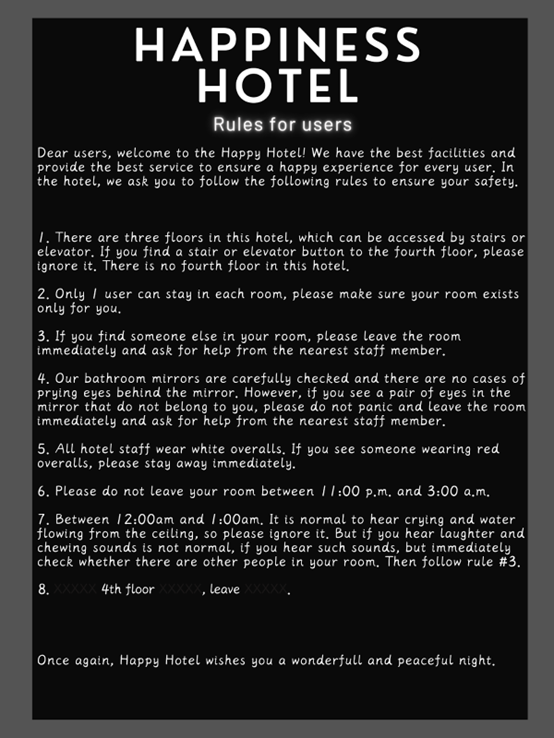 HAPPINESS
HOTEL
Rules for users
Dear users, welcome to the Happy Hotel! We have the best facilities and
provide the best service to ensure a happy experience for every user. In
the hotel, we ask you to follow the following rules to ensure your safety.
1. There are three floors in this hotel, which can be accessed by stairs or
elevator. If you find a stair or elevator button to the fourth floor, please
ignore it. There is no fourth floor in this hotel.
2. Only 1 user can stay in each room, please make sure your room exists
only for you.
3. If you find someone else in your room, please leave the room
immediately and ask for help from the nearest staff member.
4. Our bathroom mirrors are carefully checked and there are no cases of
prying eyes behind the mirror. However, if you see a pair of eyes in the
mirror that do not belong to you, please do not panic and leave the room
immediately and ask for help from the nearest staff member.
5. All hotel staff wear white overalls. If you see someone wearing red
overalls, please stay away immediately.
6. Please do not leave your room between 11:00 p.m. and 3:00 a.m.
7. Between 12:00am and 1:00am. It is normal to hear crying and water
flowing from the ceiling, so please ignore it. But if you hear laughter and
chewing sounds is not normal, if you hear such sounds, but immediately
check whether there are other people in your room. Then follow rule #3.
8. XXXXX 4th floor XXXXX, leave XXXXX.
Once again, Happy Hotel wishes you a wonderfull and peaceful night.